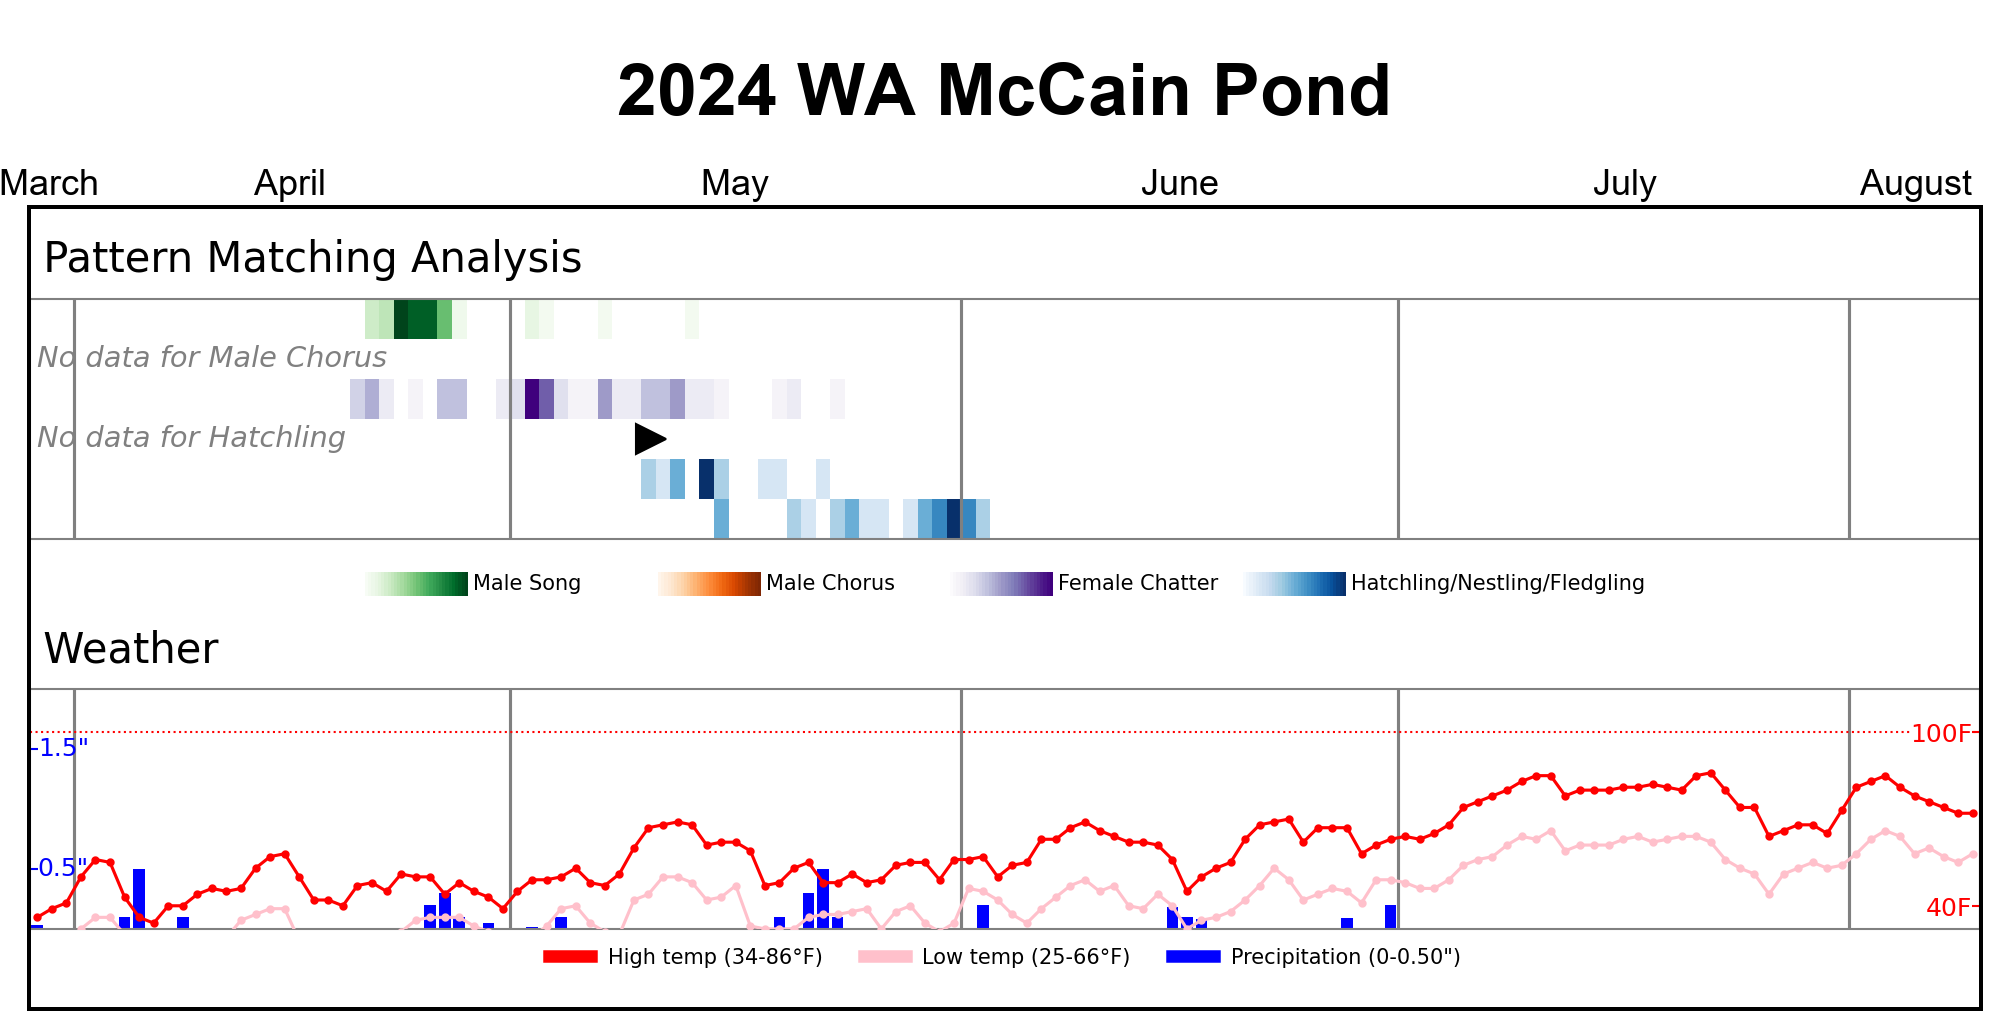 2024 WA McCain Pond
March April May June July August
Pattern Matching Analysis
No data for Male Chorus
No data for Hatchling
Male Song Male Chorus Female Chatter Hatchling/Nestling/Fledgling
Weather
1.5" 100F
0.5"
40F
High temp (34-86°F) Low temp (25-66°F) Precipitation (0-0.50")